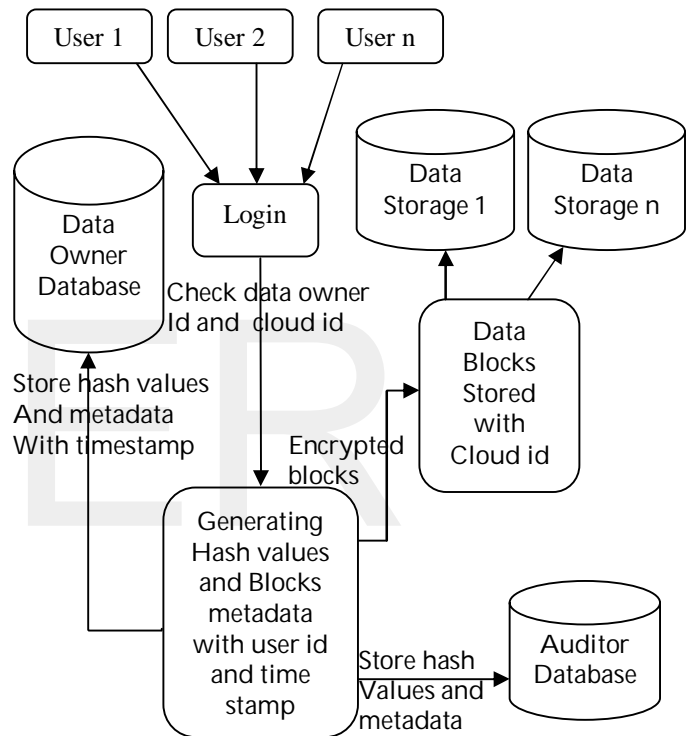 User 1
User 2
User n
Data
Owner
Database
Login
Data
Storage 1
Data
Storage n
Check data owner
Id and cloud id
Data
Blocks
Stored
with
Cloud id
Store hash values
And metadata
With timestamp
Encrypted
blocks
Generating
Hash values
and Blocks
metadata
with user id
and time
stamp
Store hash
Values and
metadata
Auditor
Database
ER